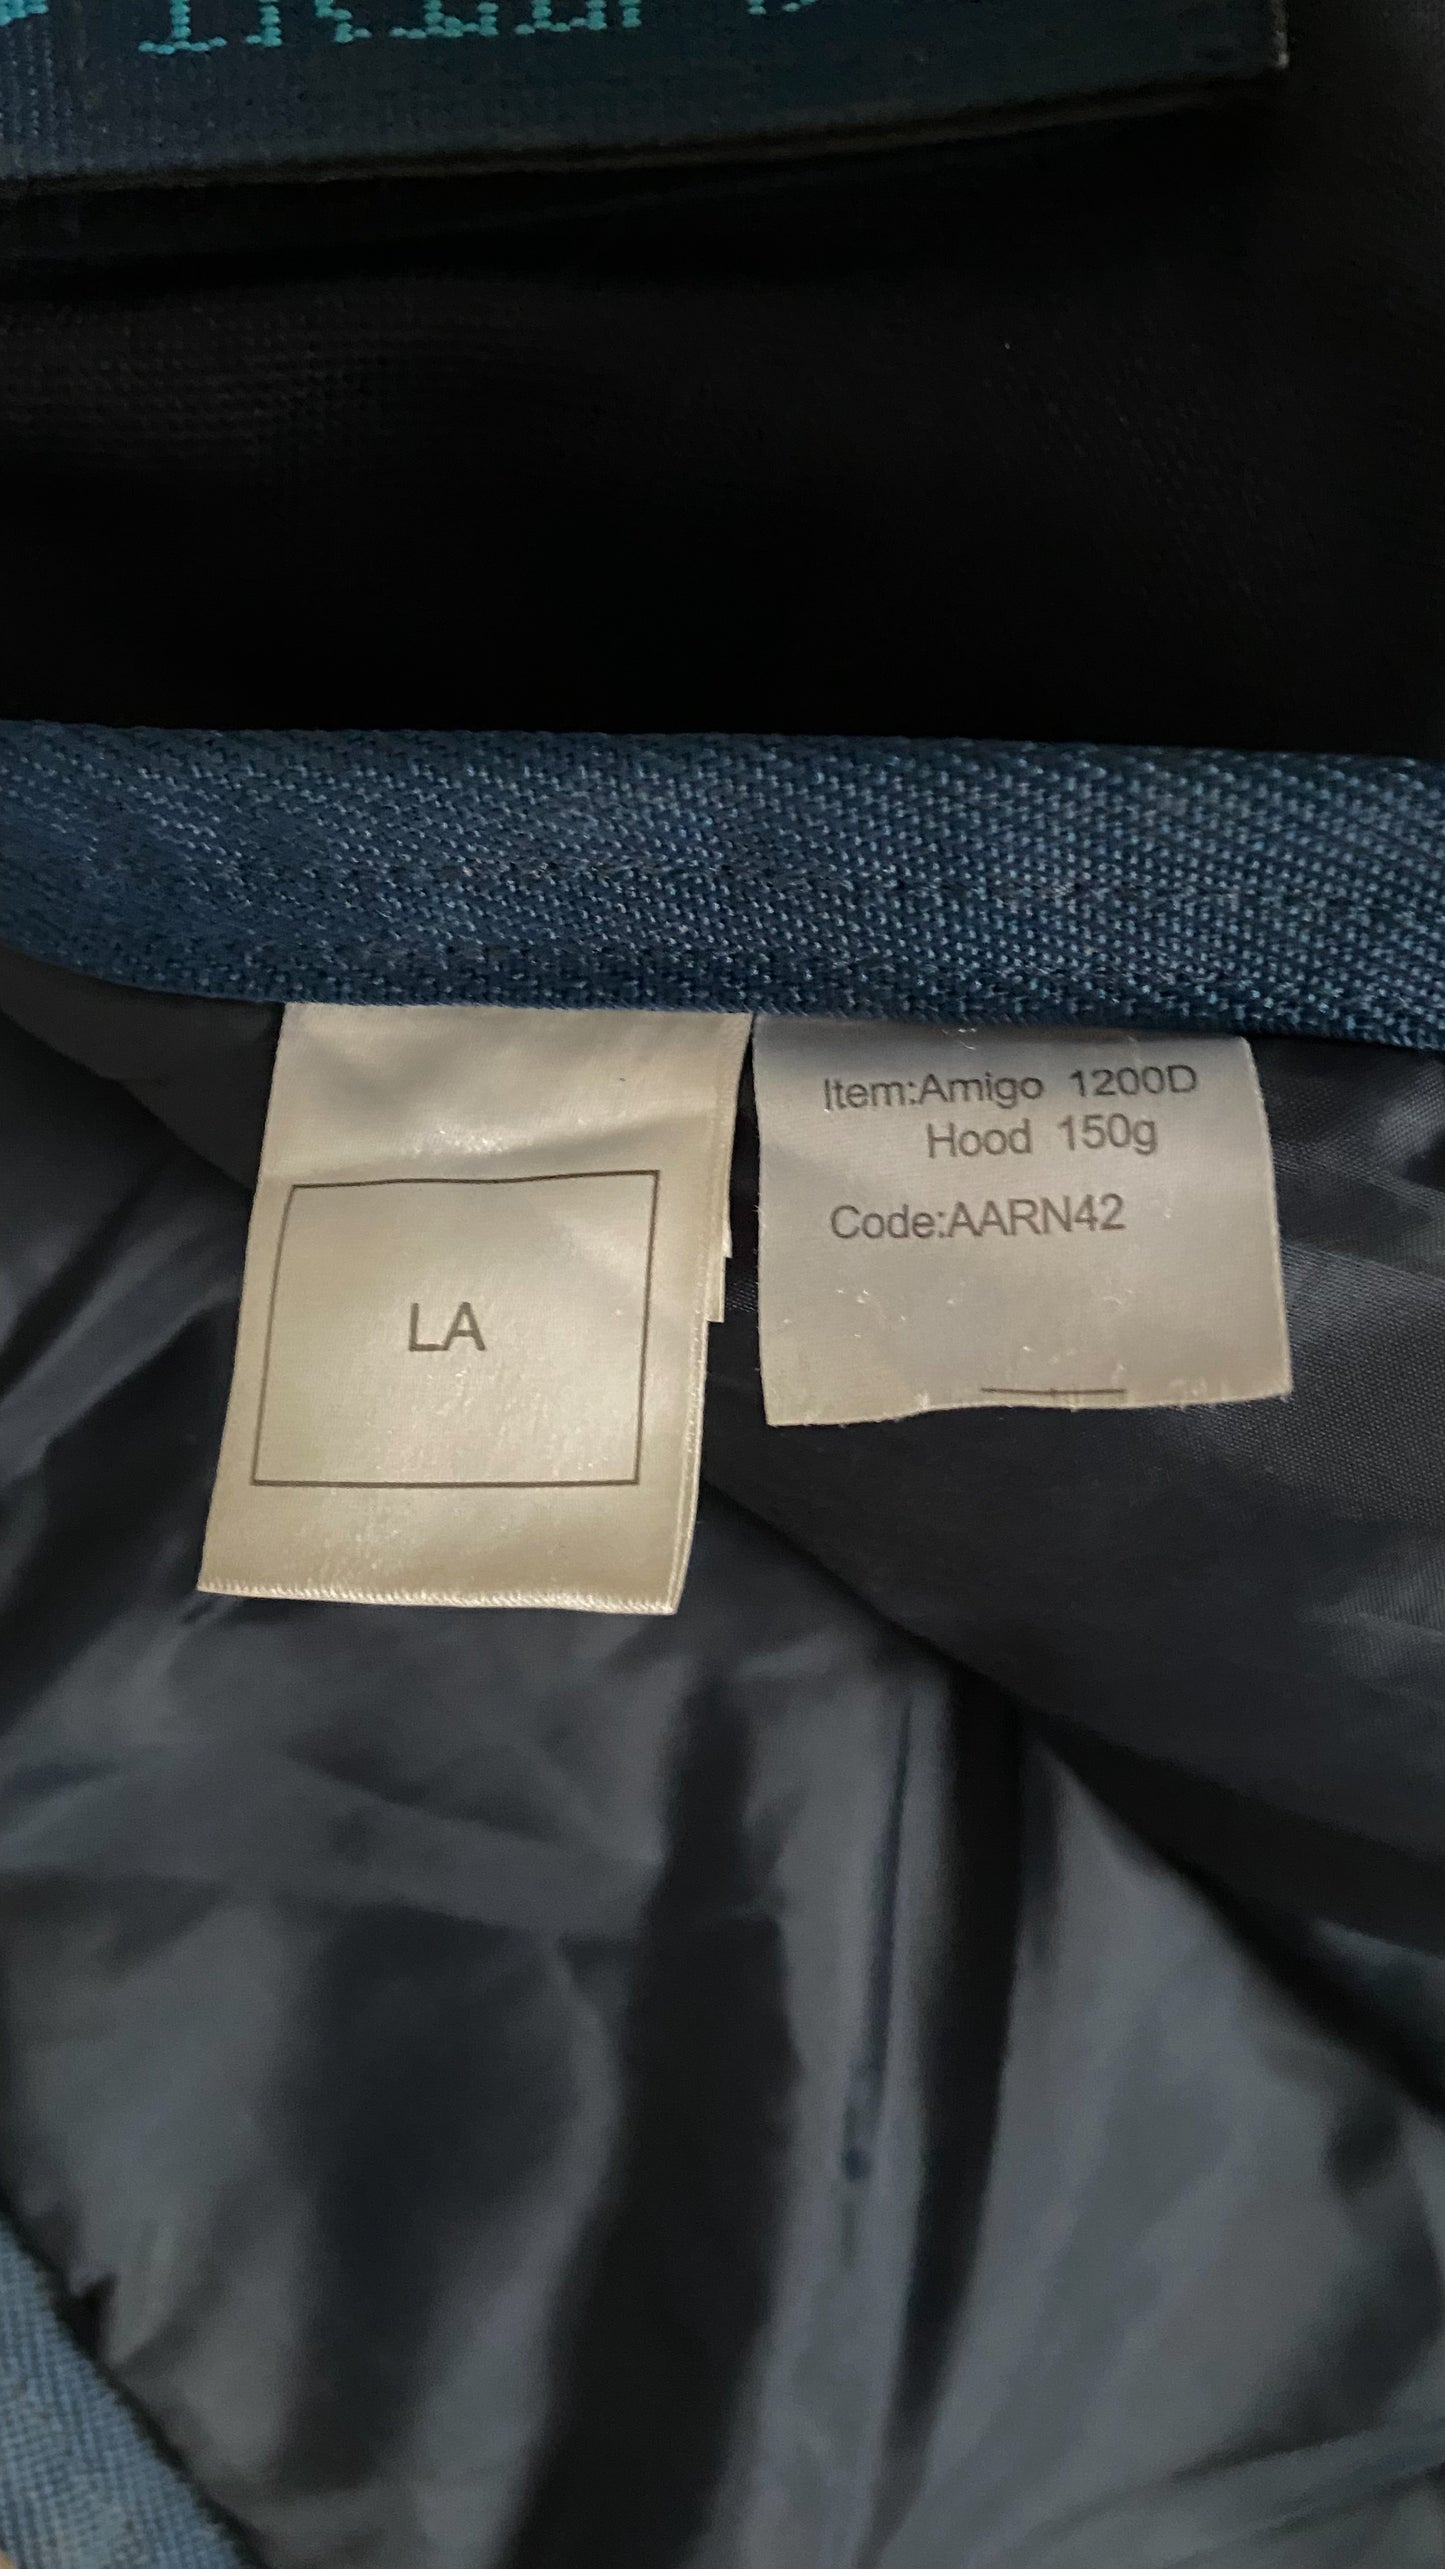 LA
Item:Amigo 1200D
Hood 150g
Code:AARN42